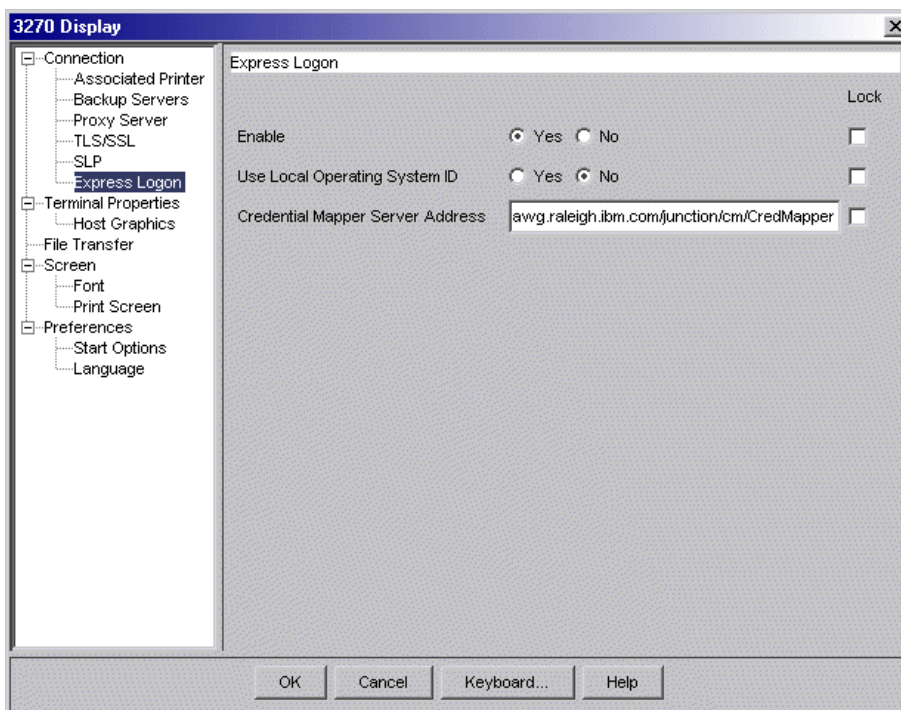 3270 Display
Connection
Associated Printer
Backup Servers
Proxy Server
TLS/SSL
SLP
Express Logon
Terminal Properties
Host Graphics
File Transfer
Screen
Font
Print Screen
Preferences
Start Options
Language
Express Logon
Lock
Enable Yes No
Use Local Operating System ID Yes No
Credential Mapper Server Address awg.raleigh.ibm.com/junction/cm/CredMapper
OK Cancel Keyboard... Help